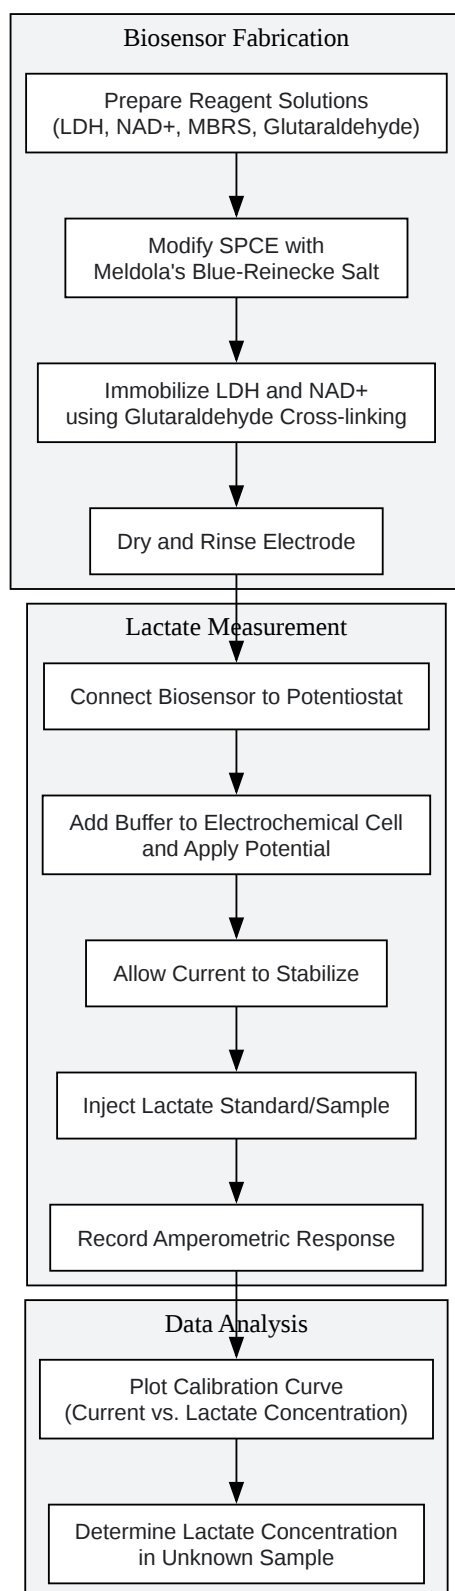 Biosensor Fabrication
Prepare Reagent Solutions
(LDH, NAD+, MBRS, Glutaraldehyde)
Modify SPCE with
Meldola's Blue-Reinecke Salt
Immobilize LDH and NAD+
using Glutaraldehyde Cross-linking
Dry and Rinse Electrode
Lactate Measurement
Connect Biosensor to Potentiostat
Add Buffer to Electrochemical Cell
and Apply Potential
Allow Current to Stabilize
Inject Lactate Standard/Sample
Record Amperometric Response
Data Analysis
Plot Calibration Curve
(Current vs. Lactate Concentration)
Determine Lactate Concentration
in Unknown Sample